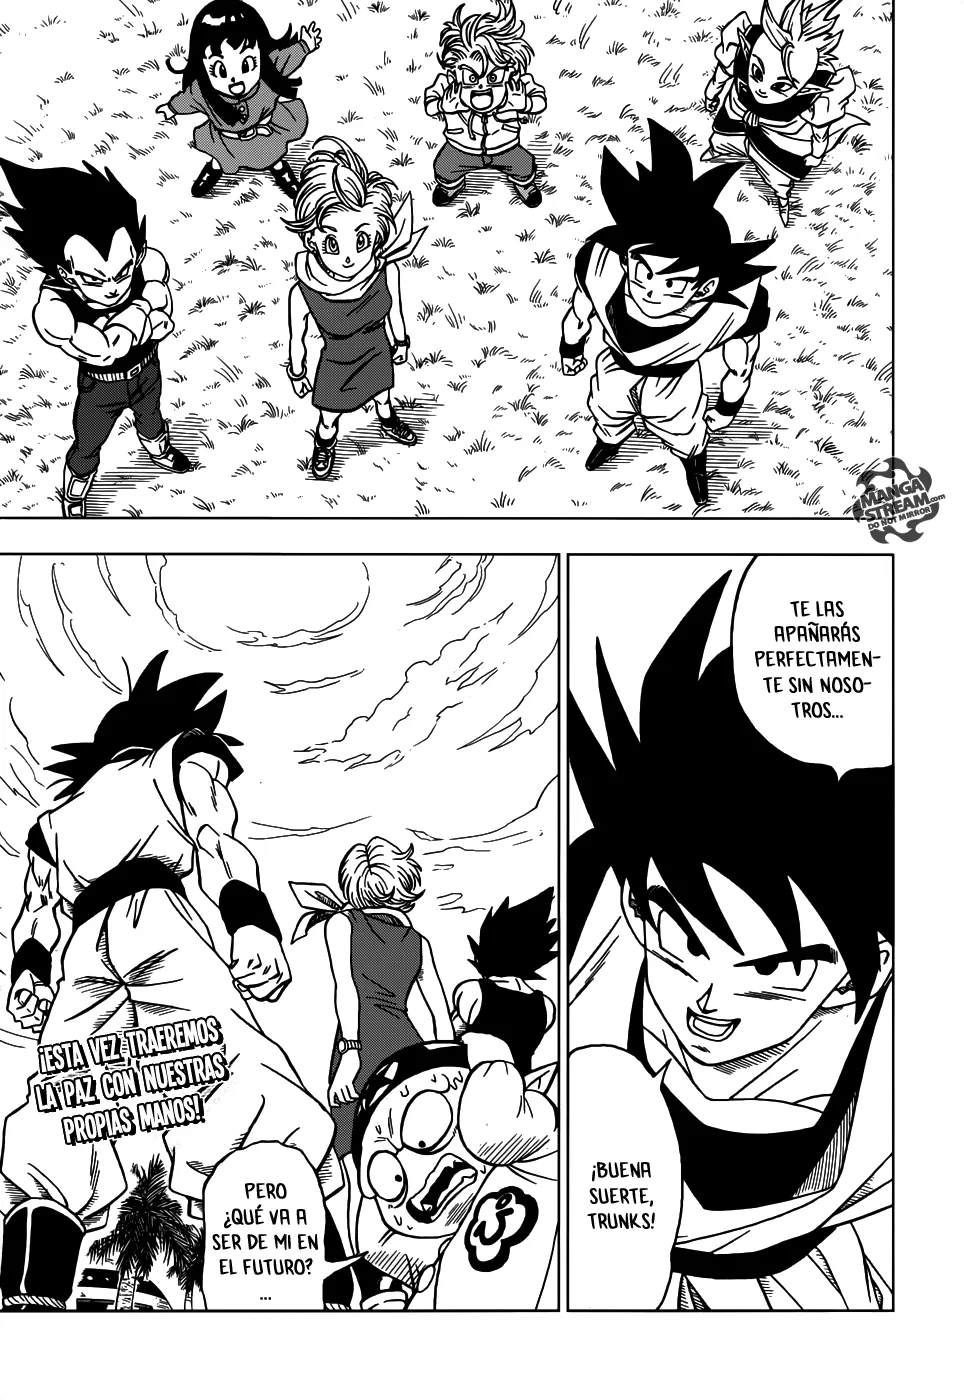 MANGA
STREAM.com
DO NOT MIRROR
TE LAS
APAÑARÁS
PERFECTAMEN-
TE SIN NOSO-
TROS...
¡BUENA
SUERTE,
TRUNKS!
¡ESTA VEZ TRAEREMOS
LA PAZ CON NUESTRAS
PROPIAS MANOS!
PERO
¿QUÉ VA A
SER DE MI EN
EL FUTURO?
...